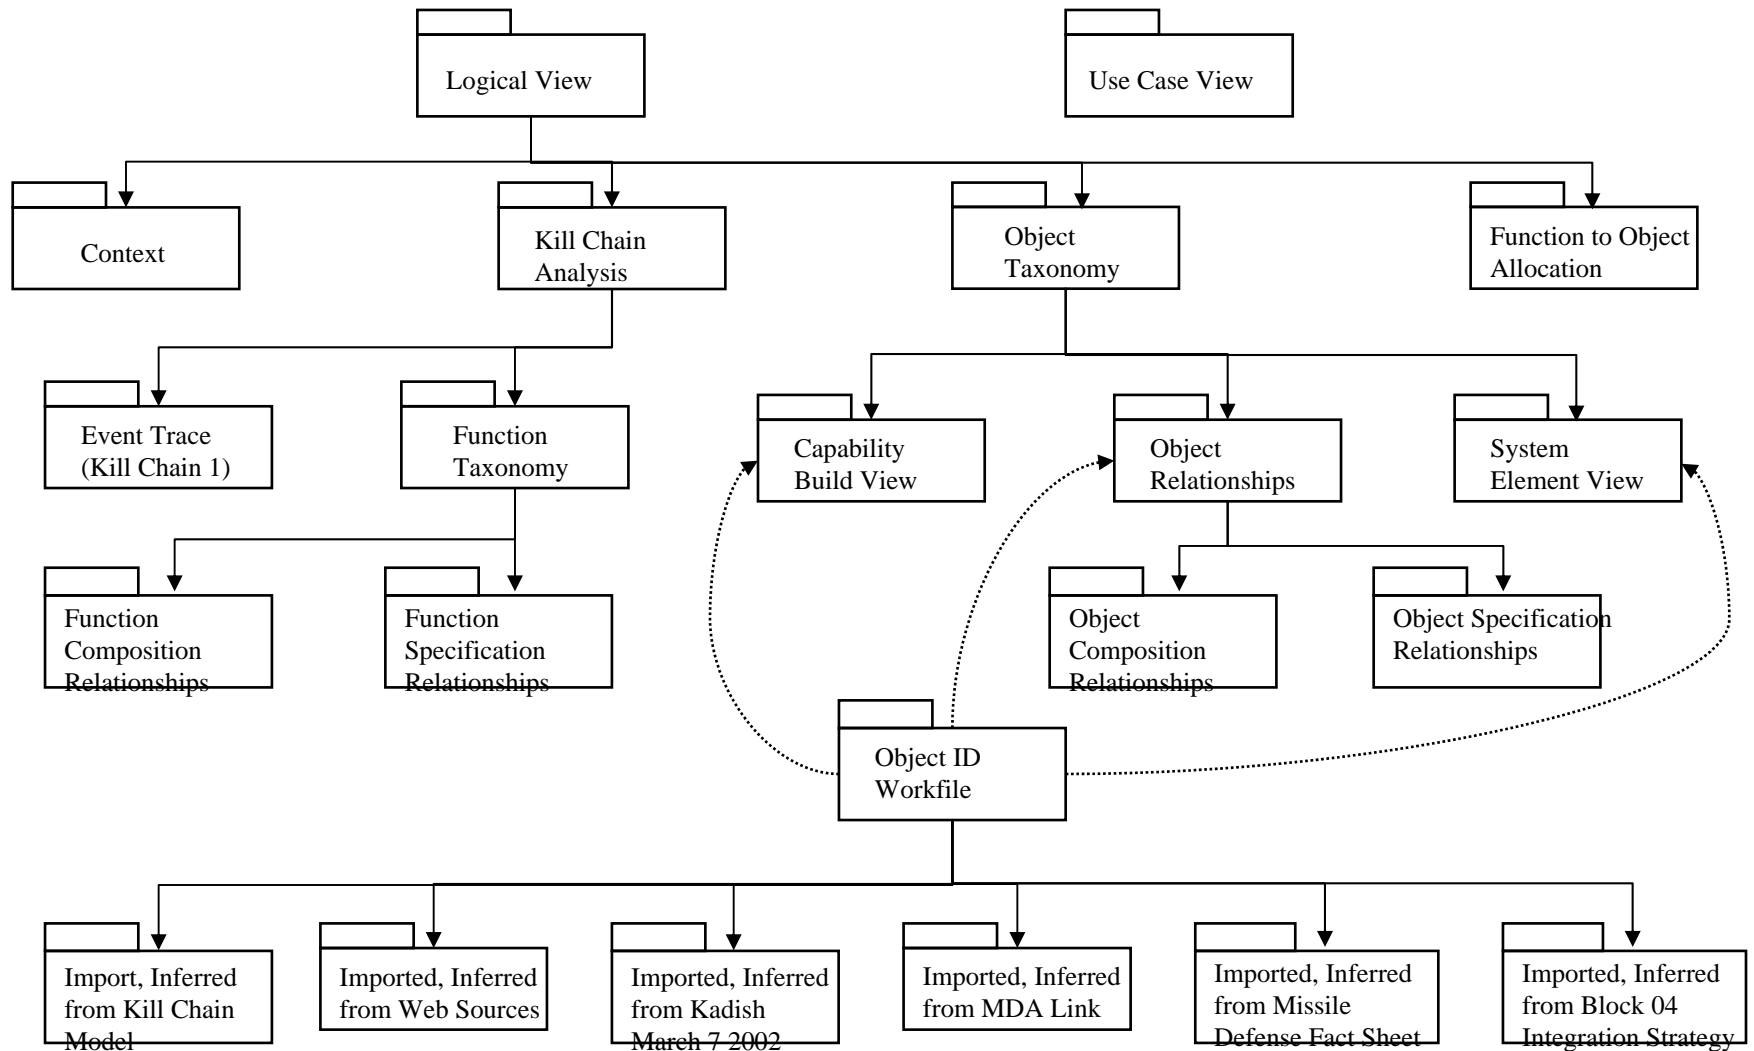 Logical View
Use Case View
Context
Kill Chain
Analysis
Object
Taxonomy
Function to Object
Allocation
Event Trace
(Kill Chain 1)
Function
Taxonomy
Capability
Build View
Object
Relationships
System
Element View
Function
Composition
Relationships
Function
Specification
Relationships
Object
Composition
Relationships
Object Specification
Relationships
Object ID
Workfile
Import, Inferred
from Kill Chain
Model
Imported, Inferred
from Web Sources
Imported, Inferred
from Kadish
March 7 2002
Imported, Inferred
from MDA Link
Imported, Inferred
from Missile
Defense Fact Sheet
Imported, Inferred
from Block 04
Integration Strategy